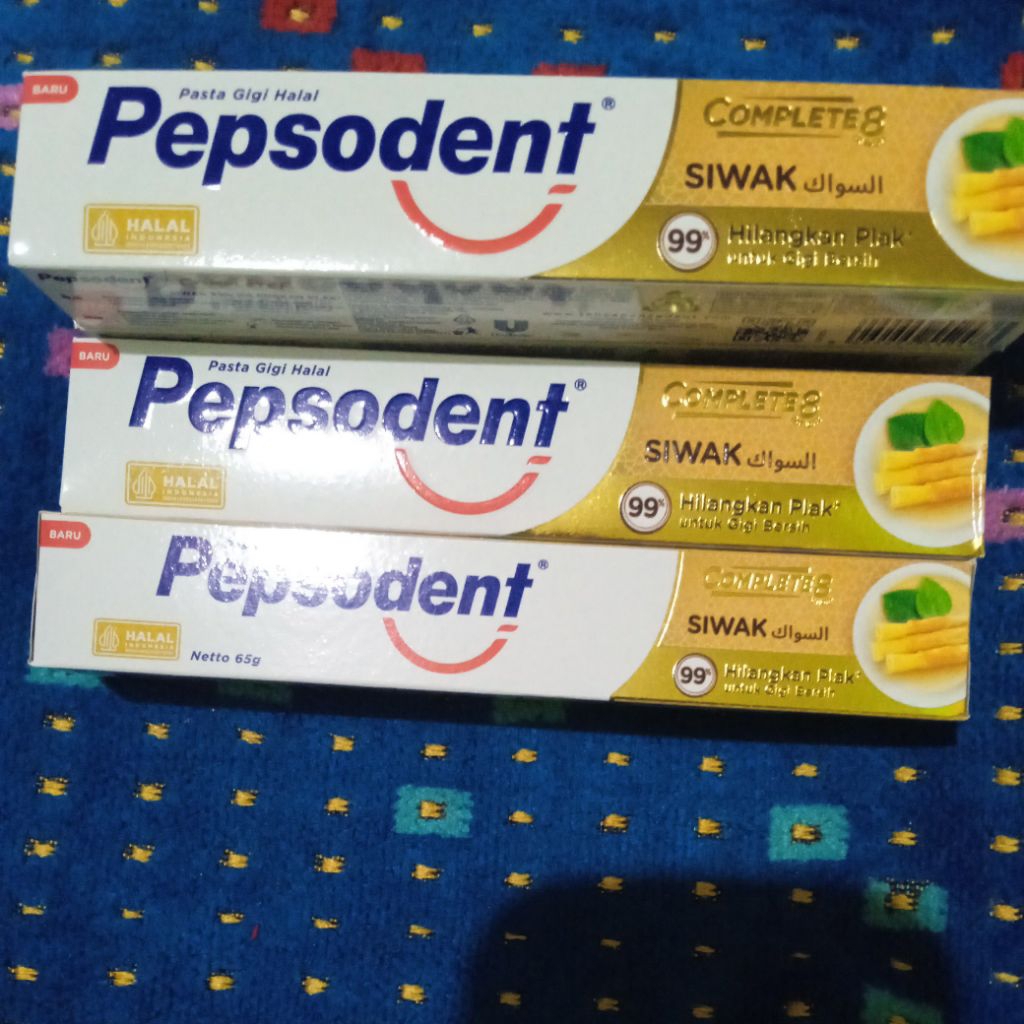 BARU
Pasta Gigi Halal
Pepsodent®
COMPLETE 8
SIWAK السواك
HALAL
INDONESIA
99%
Hilangkan Plak*
untuk Gigi Bersih
Pepsodent
BARU
Pasta Gigi Halal
Pepsodent®
COMPLETE 8
SIWAK السواك
HALAL
INDONESIA
99%
Hilangkan Plak*
untuk Gigi Bersih
BARU
Pepsodent®
COMPLETE 8
SIWAK السواك
HALAL
INDONESIA
Netto 65g
99%
Hilangkan Plak*
untuk Gigi Bersih